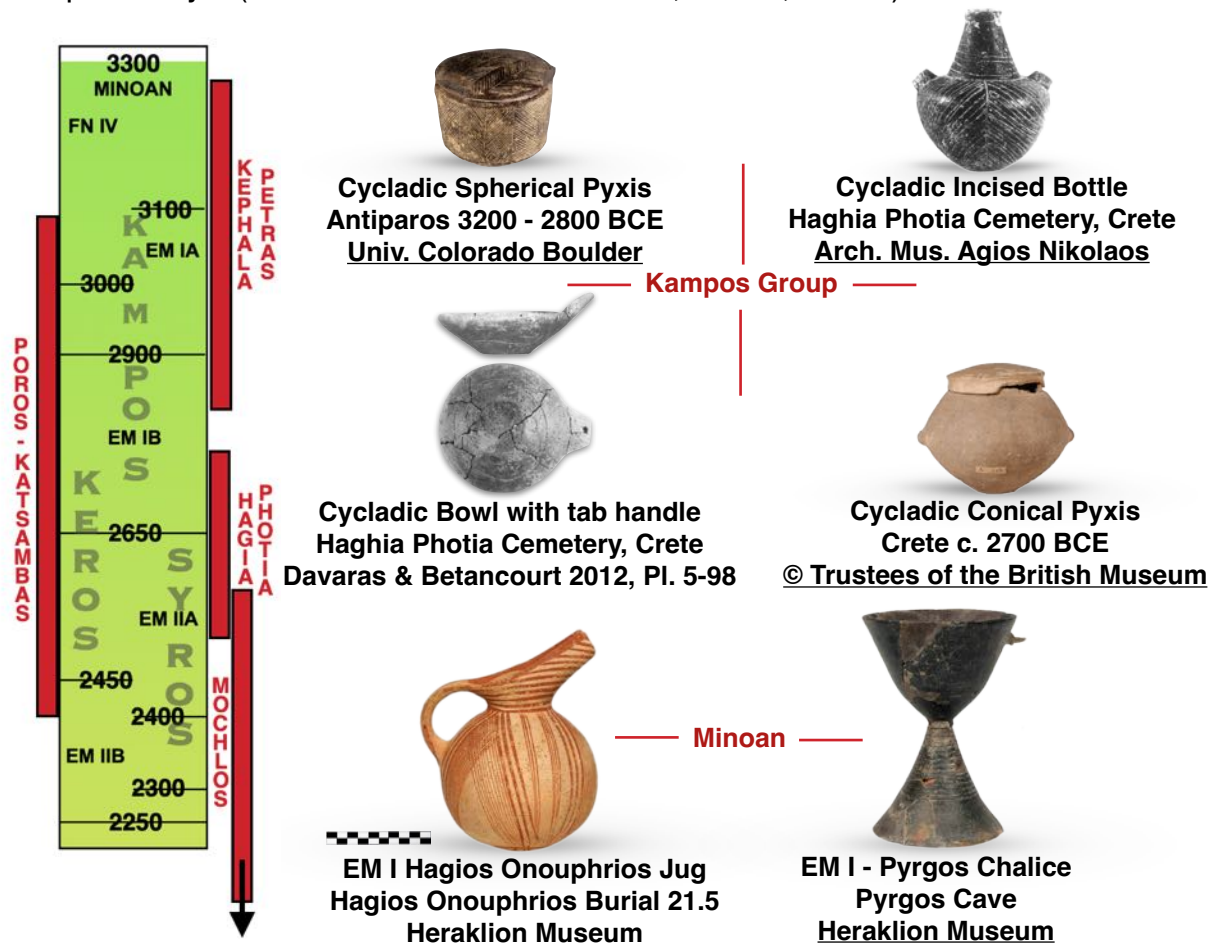 3300
MINOAN
FN IV
3100
EM IA
3000
2900
EM IB
2650
EM IIA
2450
2400
EM IIB
2300
2250
KAMPOS
KEROS
SYROS
POROS - KATSAMBAS
KEPHALA
PETRAS
HAGIA
PHOTIA
MOCHLOS
Cycladic Spherical Pyxis
Antiparos 3200 - 2800 BCE
Univ. Colorado Boulder
Cycladic Incised Bottle
Haghia Photia Cemetery, Crete
Arch. Mus. Agios Nikolaos
Kampos Group
Cycladic Bowl with tab handle
Haghia Photia Cemetery, Crete
Davaras & Betancourt 2012, Pl. 5-98
Cycladic Conical Pyxis
Crete c. 2700 BCE
© Trustees of the British Museum
Minoan
EM I Hagios Onouphrios Jug
Hagios Onouphrios Burial 21.5
Heraklion Museum
EM I - Pyrgos Chalice
Pyrgos Cave
Heraklion Museum